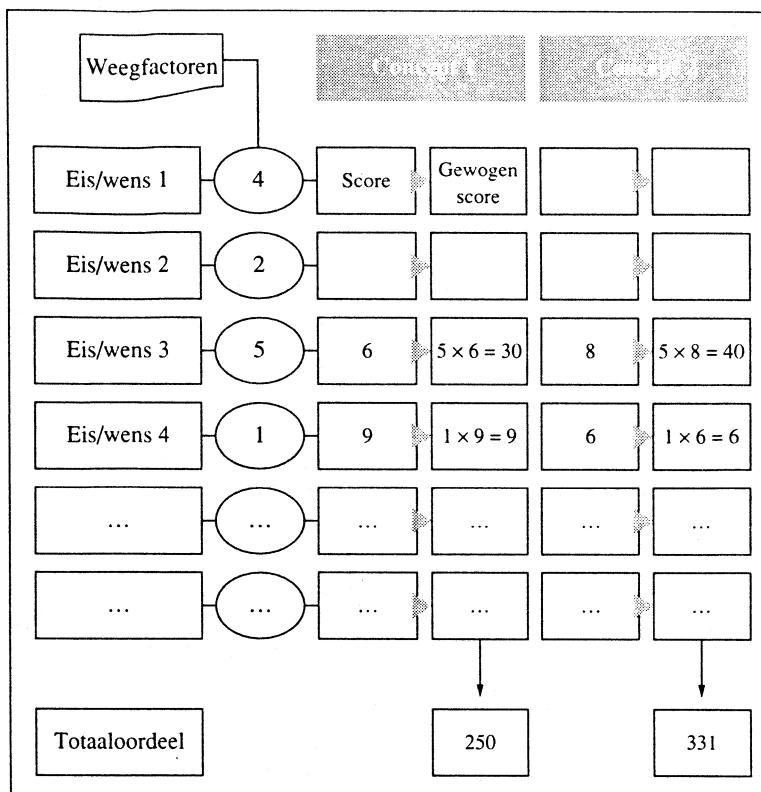 Weegfactoren
Concept 1
Concept 2
Eis/wens 1
4
Score
Gewogen
score
Eis/wens 2
2
Eis/wens 3
5
6
5 × 6 = 30
8
5 × 8 = 40
Eis/wens 4
1
9
1 × 9 = 9
6
1 × 6 = 6
...
...
...
...
...
...
...
...
...
...
...
...
Totaaloordeel
250
331